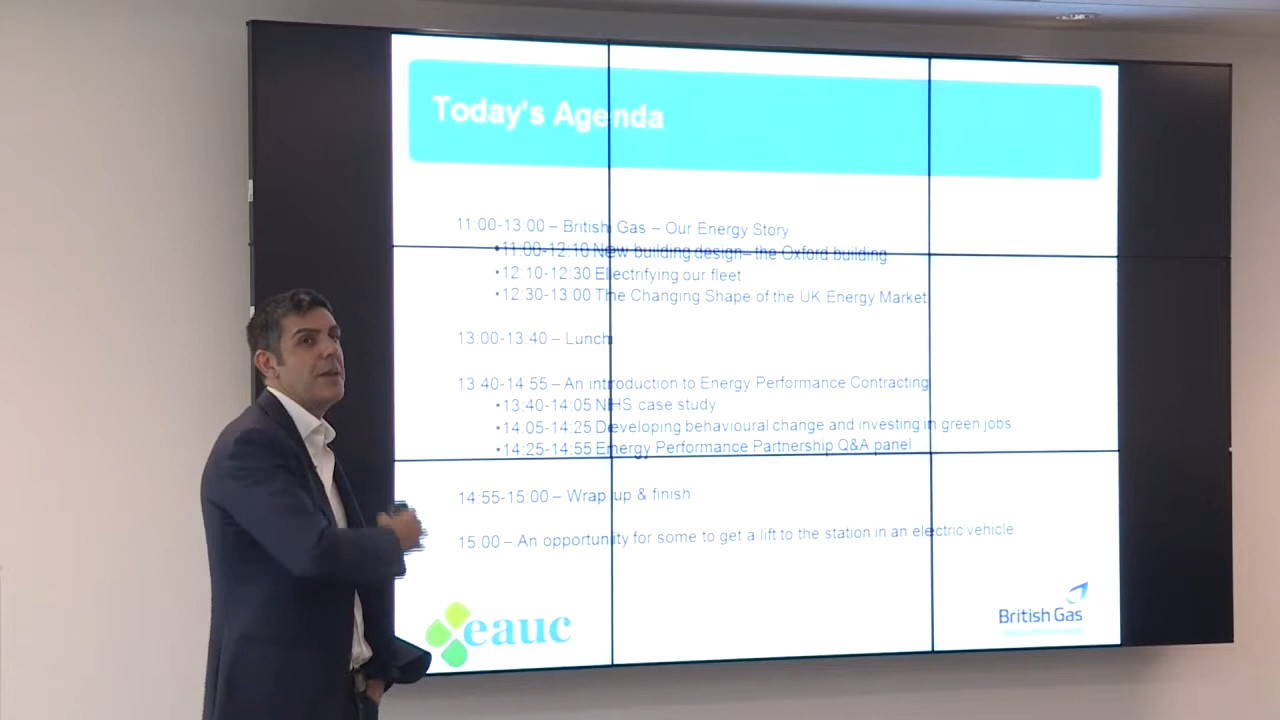 Today's Agenda
11:00-13:00 – British Gas – Our Energy Story
•11:00-12:10 New building design– the Oxford building
•12:10-12:30 Electrifying our fleet
•12:30-13:00 The Changing Shape of the UK Energy Market
13:00-13:40 – Lunch
13:40-14:55 – An introduction to Energy Performance Contracting
•13:40-14:05 NHS case study
•14:05-14:25 Developing behavioural change and investing in green jobs
•14:25-14:55 Energy Performance Partnership Q&A panel
14:55-15:00 – Wrap up & finish
15:00 – An opportunity for some to get a lift to the station in an electric vehicle
eauc
British Gas